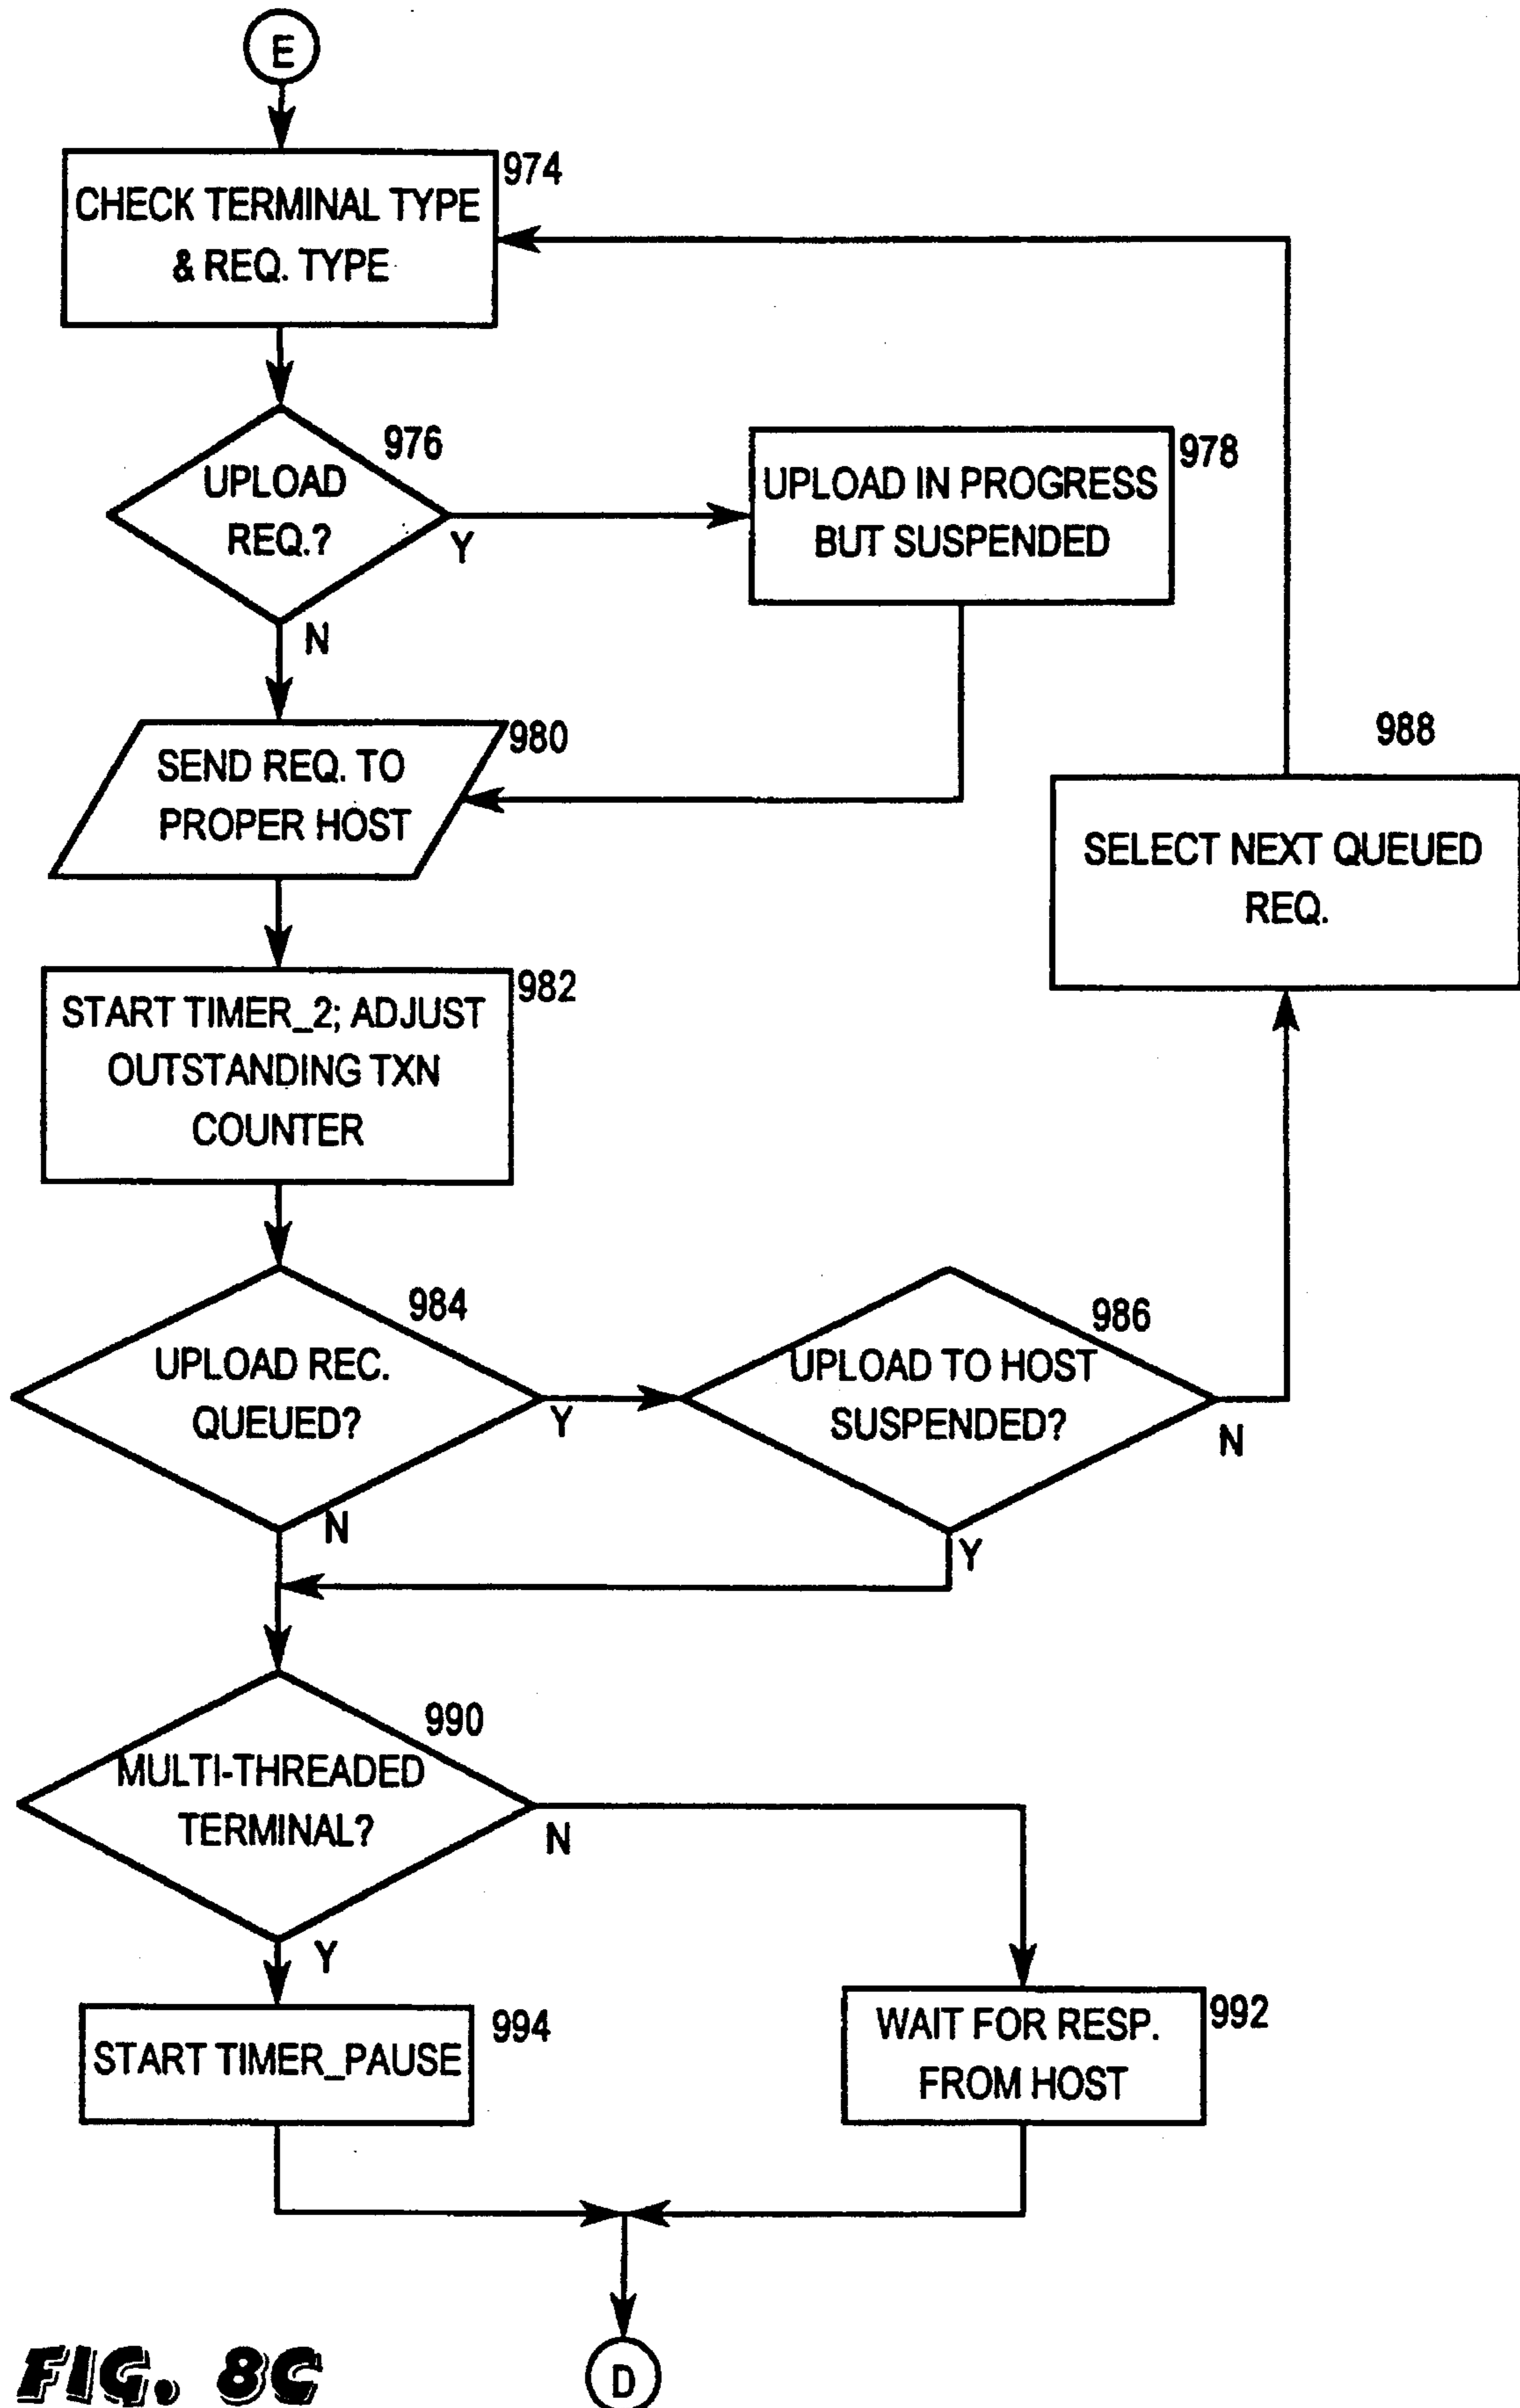 E
974
CHECK TERMINAL TYPE
& REQ. TYPE
976
UPLOAD
REQ.?
Y
N
978
UPLOAD IN PROGRESS
BUT SUSPENDED
980
SEND REQ. TO
PROPER HOST
988
SELECT NEXT QUEUED
REQ.
982
START TIMER_2; ADJUST
OUTSTANDING TXN
COUNTER
984
UPLOAD REC.
QUEUED?
Y
N
986
UPLOAD TO HOST
SUSPENDED?
N
Y
990
MULTI-THREADED
TERMINAL?
N
Y
994
START TIMER_PAUSE
992
WAIT FOR RESP.
FROM HOST
D
FIG. 8C